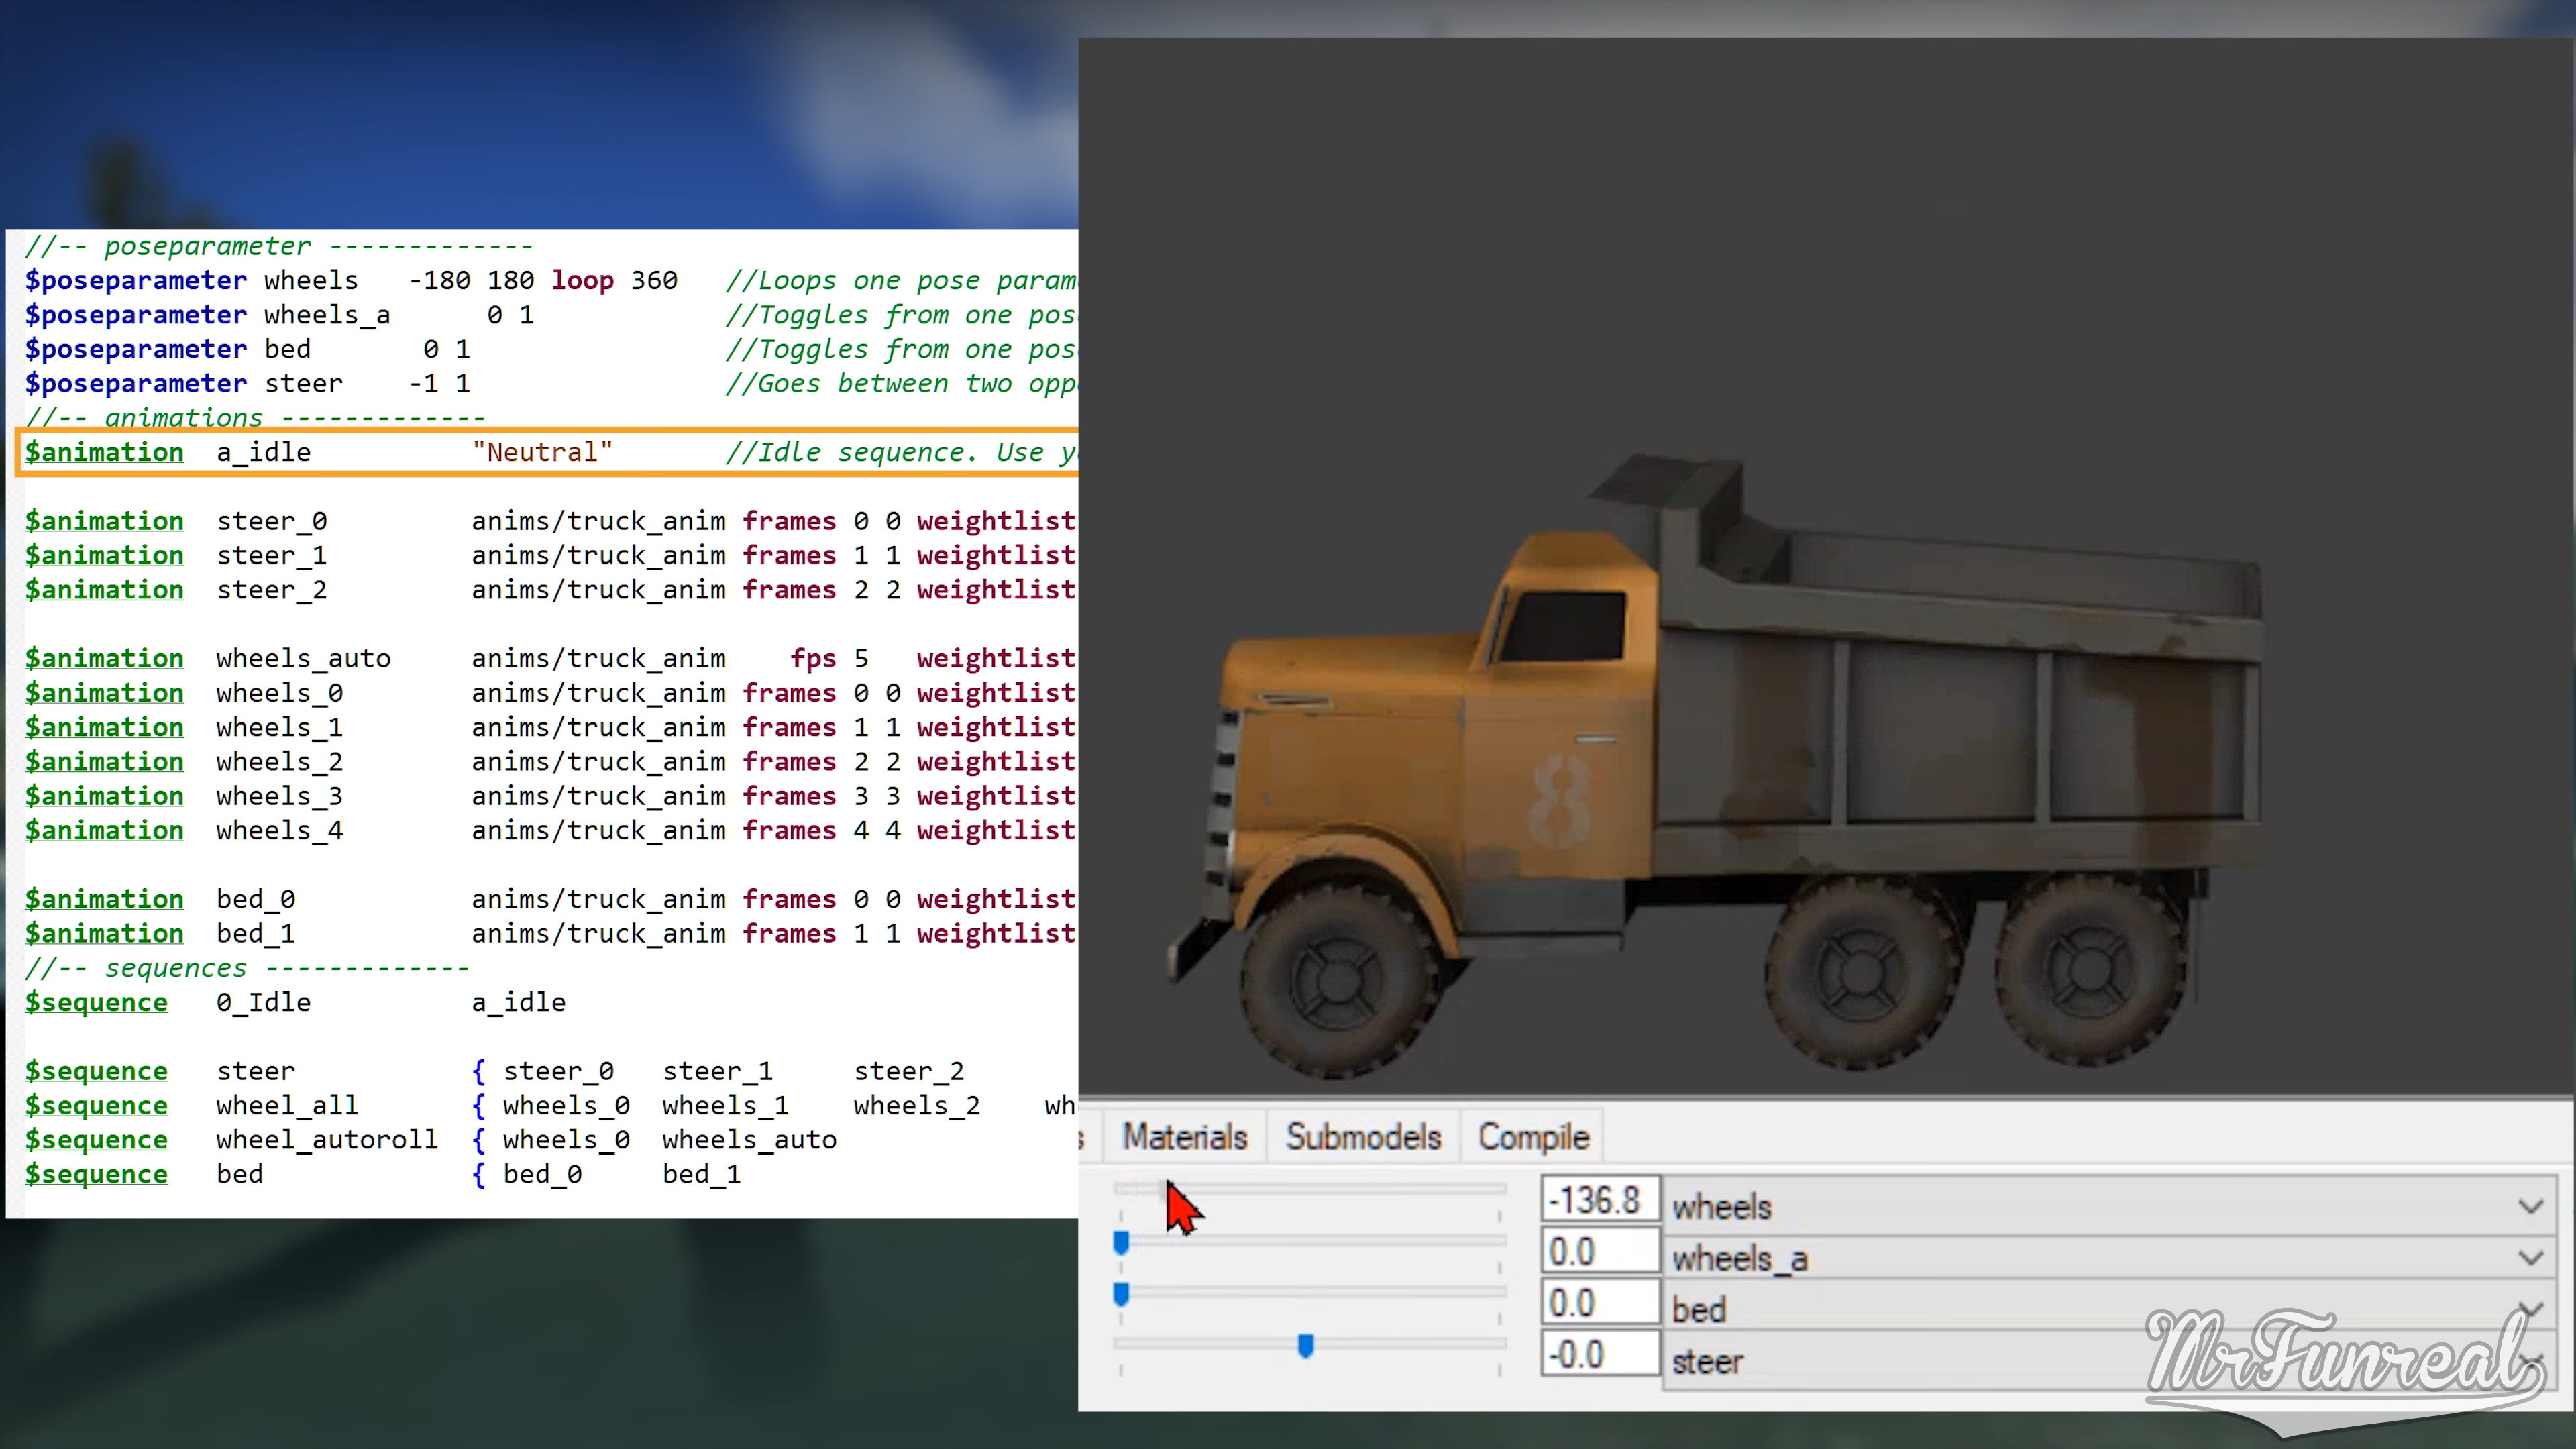 //-- poseparameter -------------
$poseparameter wheels -180 180 loop 360 //Loops one pose param
$poseparameter wheels_a 0 1 //Toggles from one pos
$poseparameter bed 0 1 //Toggles from one pos
$poseparameter steer -1 1 //Goes between two opp
//-- animations -------------
$animation a_idle "Neutral" //Idle sequence. Use y
$animation steer_0 anims/truck_anim frames 0 0 weightlist
$animation steer_1 anims/truck_anim frames 1 1 weightlist
$animation steer_2 anims/truck_anim frames 2 2 weightlist
$animation wheels_auto anims/truck_anim fps 5 weightlist
$animation wheels_0 anims/truck_anim frames 0 0 weightlist
$animation wheels_1 anims/truck_anim frames 1 1 weightlist
$animation wheels_2 anims/truck_anim frames 2 2 weightlist
$animation wheels_3 anims/truck_anim frames 3 3 weightlist
$animation wheels_4 anims/truck_anim frames 4 4 weightlist
$animation bed_0 anims/truck_anim frames 0 0 weightlist
$animation bed_1 anims/truck_anim frames 1 1 weightlist
//-- sequences -------------
$sequence 0_Idle a_idle
$sequence steer { steer_0 steer_1 steer_2
$sequence wheel_all { wheels_0 wheels_1 wheels_2 wh
$sequence wheel_autoroll { wheels_0 wheels_auto
$sequence bed { bed_0 bed_1
8
s Materials Submodels Compile
-136.8 wheels
0.0 wheels_a
0.0 bed
-0.0 steer
MrFunreal